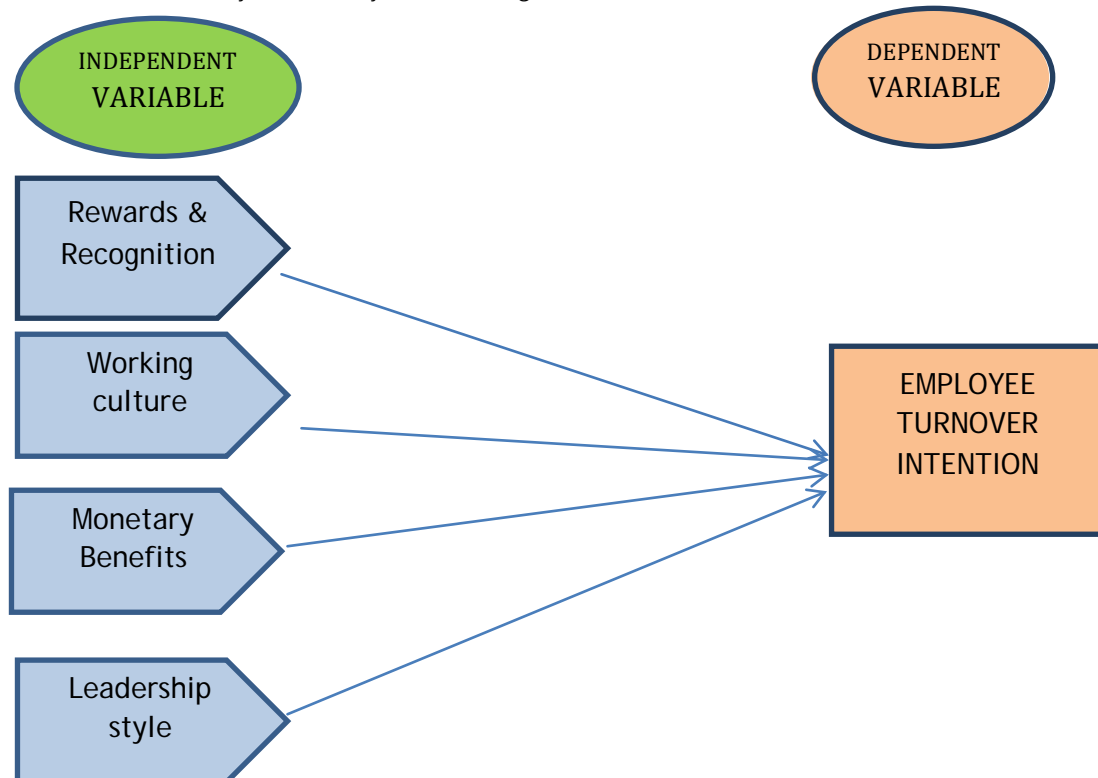 INDEPENDENT
VARIABLE
DEPENDENT
VARIABLE
Rewards &
Recognition
Working
culture
Monetary
Benefits
Leadership
style
EMPLOYEE
TURNOVER
INTENTION